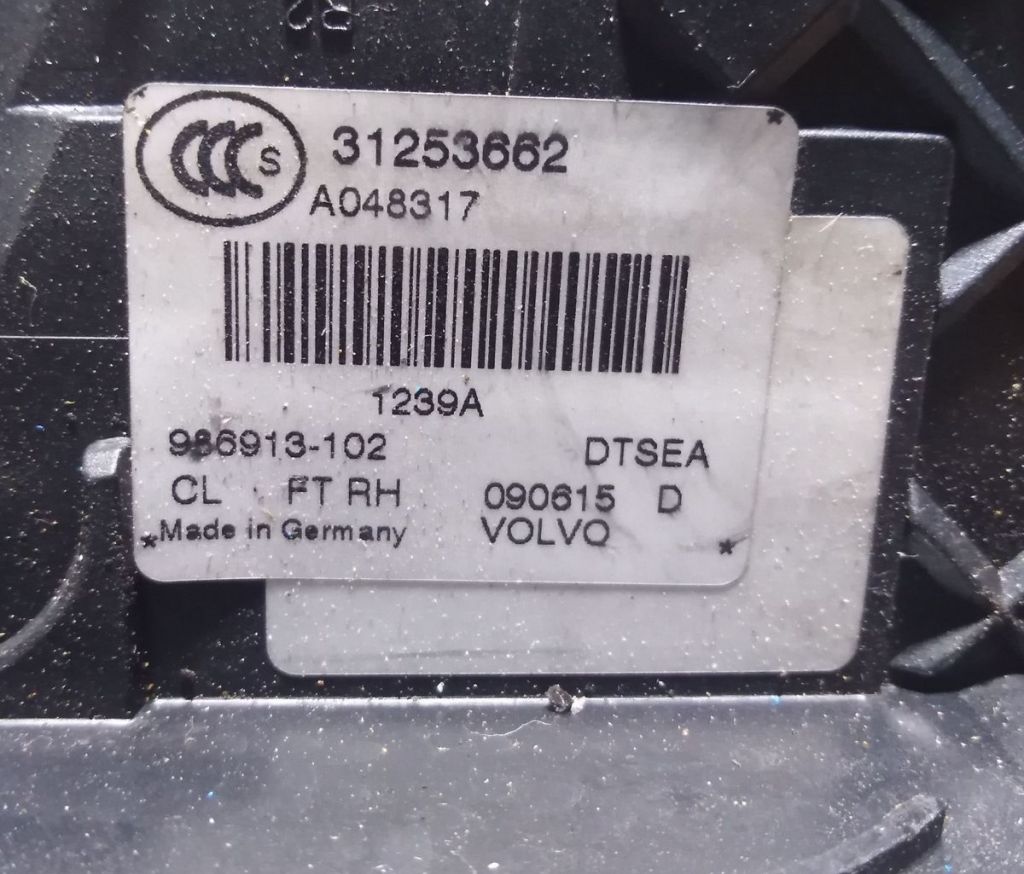 CCC S 31253662
A048317
1239A
986913-102 DTSEA
CL FT RH 090615 D
*Made in Germany VOLVO